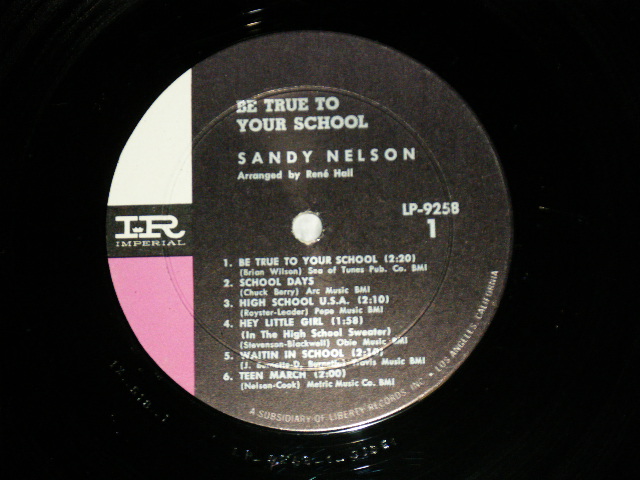 BE TRUE TO
YOUR SCHOOL
SANDY NELSON
Arranged by René Hall
LP-9258
1
IR
IMPERIAL
1. BE TRUE TO YOUR SCHOOL (2:20)
(Brian Wilson) Sea of Tunes Pub. Co. BMI
2. SCHOOL DAYS
(Chuck Berry) Arc Music BMI
3. HIGH SCHOOL U.S.A. (2:10)
(Royster-Leader) Pepe Music BMI
4. HEY LITTLE GIRL (1:58)
(In The High School Sweater)
(Stevenson-Blackwell) Obie Music BMI
5. WAITIN IN SCHOOL
(J. Burnette-D. Burnette) Travis Music BMI
6. TEEN MARCH (2:00)
(Nelson-Cook) Metric Music Co. BMI
A SUBSIDIARY OF LIBERTY RECORDS, INC. • LOS ANGELES, CALIFORNIA